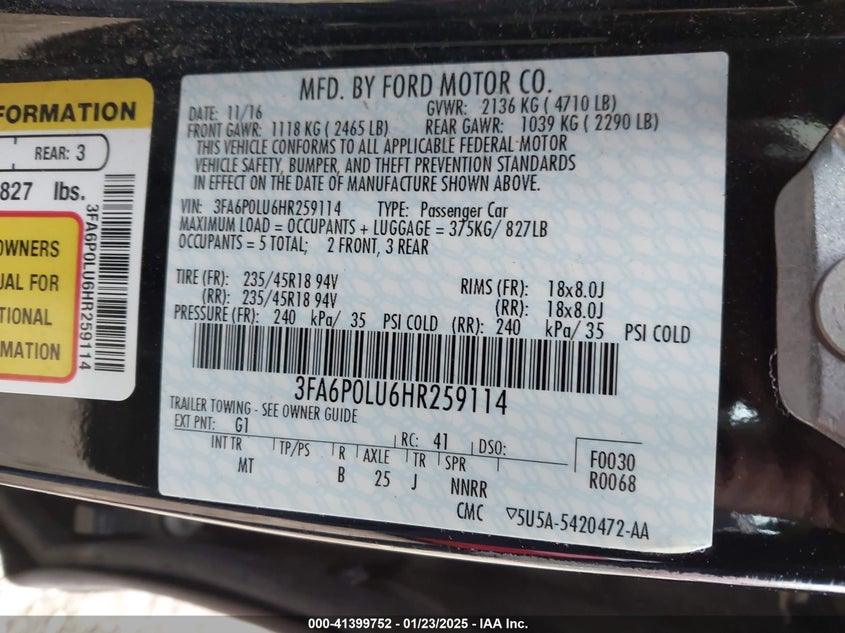 MFD. BY FORD MOTOR CO.
DATE: 11/16 GVWR: 2136 KG ( 4710 LB)
FRONT GAWR: 1118 KG ( 2465 LB) REAR GAWR: 1039 KG ( 2290 LB)
THIS VEHICLE CONFORMS TO ALL APPLICABLE FEDERAL MOTOR
VEHICLE SAFETY, BUMPER, AND THEFT PREVENTION STANDARDS
IN EFFECT ON THE DATE OF MANUFACTURE SHOWN ABOVE.
VIN: 3FA6P0LU6HR259114 TYPE: Passenger Car
MAXIMUM LOAD = OCCUPANTS + LUGGAGE = 375KG/ 827LB
OCCUPANTS = 5 TOTAL; 2 FRONT, 3 REAR
TIRE (FR): 235/45R18 94V RIMS (FR): 18x8.0J
(RR): 235/45R18 94V (RR): 18x8.0J
PRESSURE (FR): 240 kPa/ 35 PSI COLD (RR): 240 kPa/ 35 PSI COLD
3FA6P0LU6HR259114
TRAILER TOWING - SEE OWNER GUIDE
EXT PNT: G1 RC: 41 DSO: F0030
INT TR TP/PS R AXLE TR SPR R0068
MT B 25 J NNRR
CMC ▽5U5A-5420472-AA
FORMATION
REAR: 3
827 lbs.
OWNERS
UAL FOR
TIONAL
RMATION
3FA6P0LU6HR259114
000-41399752 / 01/23/2025 - IAA Inc.